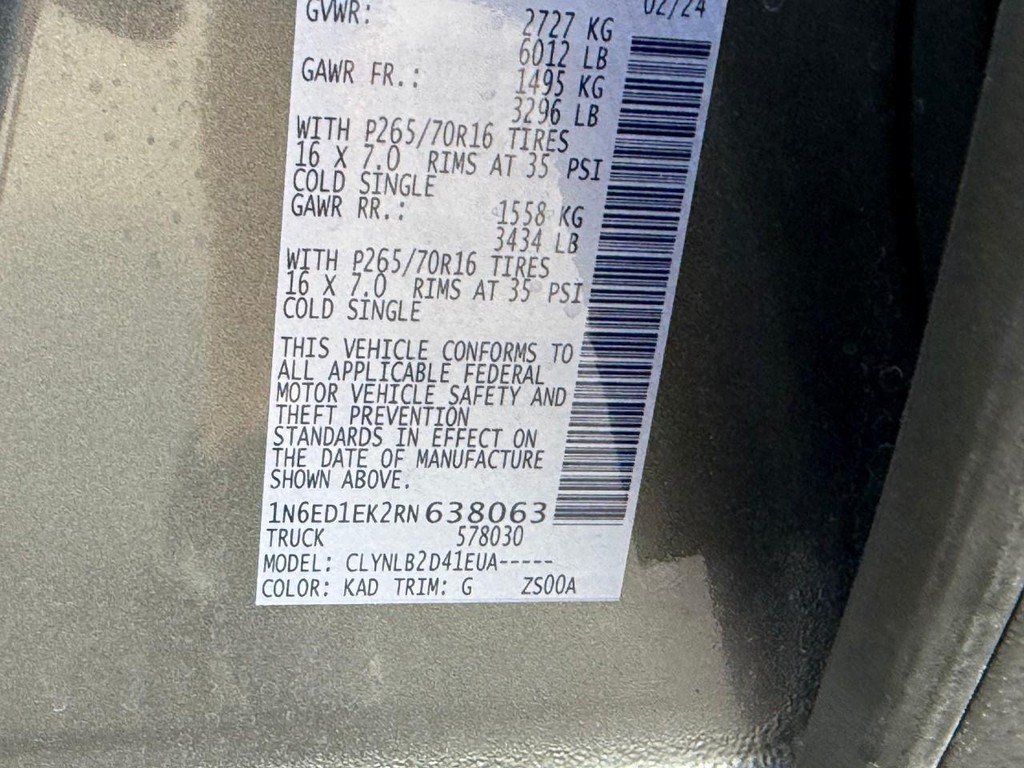 02/24
GVWR: 2727 KG
6012 LB
GAWR FR.: 1495 KG
3296 LB
WITH P265/70R16 TIRES
16 X 7.0 RIMS AT 35 PSI
COLD SINGLE
GAWR RR.: 1558 KG
3434 LB
WITH P265/70R16 TIRES
16 X 7.0 RIMS AT 35 PSI
COLD SINGLE
THIS VEHICLE CONFORMS TO
ALL APPLICABLE FEDERAL
MOTOR VEHICLE SAFETY AND
THEFT PREVENTION
STANDARDS IN EFFECT ON
THE DATE OF MANUFACTURE
SHOWN ABOVE.
1N6ED1EK2RN638063
TRUCK 578030
MODEL: CLYNLB2D41EUA-----
COLOR: KAD TRIM: G ZS00A